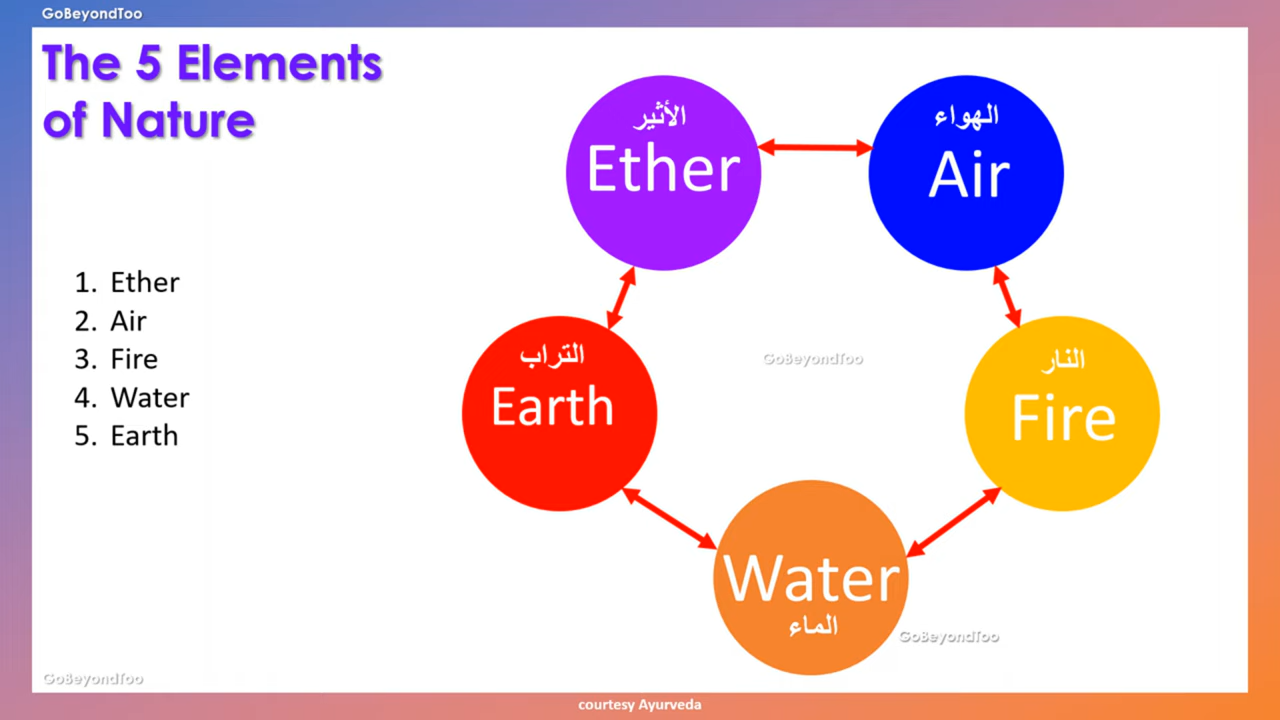 GoBeyondToo
The 5 Elements
of Nature
1. Ether
2. Air
3. Fire
4. Water
5. Earth
الأثير
Ether
الهواء
Air
التراب
Earth
النار
Fire
Water
الماء
GoBeyondToo
GoBeyondToo
GoBeyondToo
courtesy Ayurveda